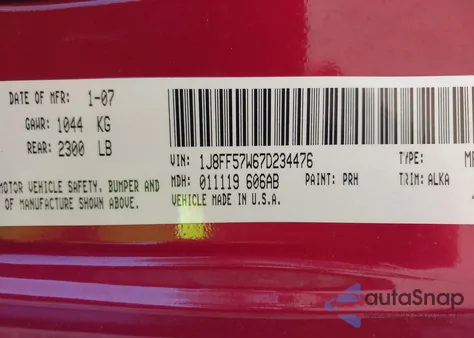 DATE OF MFR: 1-07
GAWR: 1044 KG
REAR: 2300 LB
MOTOR VEHICLE SAFETY, BUMPER AND
OF MANUFACTURE SHOWN ABOVE.
VIN: 1J8FF57W67D234476 TYPE:
MDH: 011119 606AB PAINT: PRH TRIM: ALKA
VEHICLE MADE IN U.S.A.
autaSnap